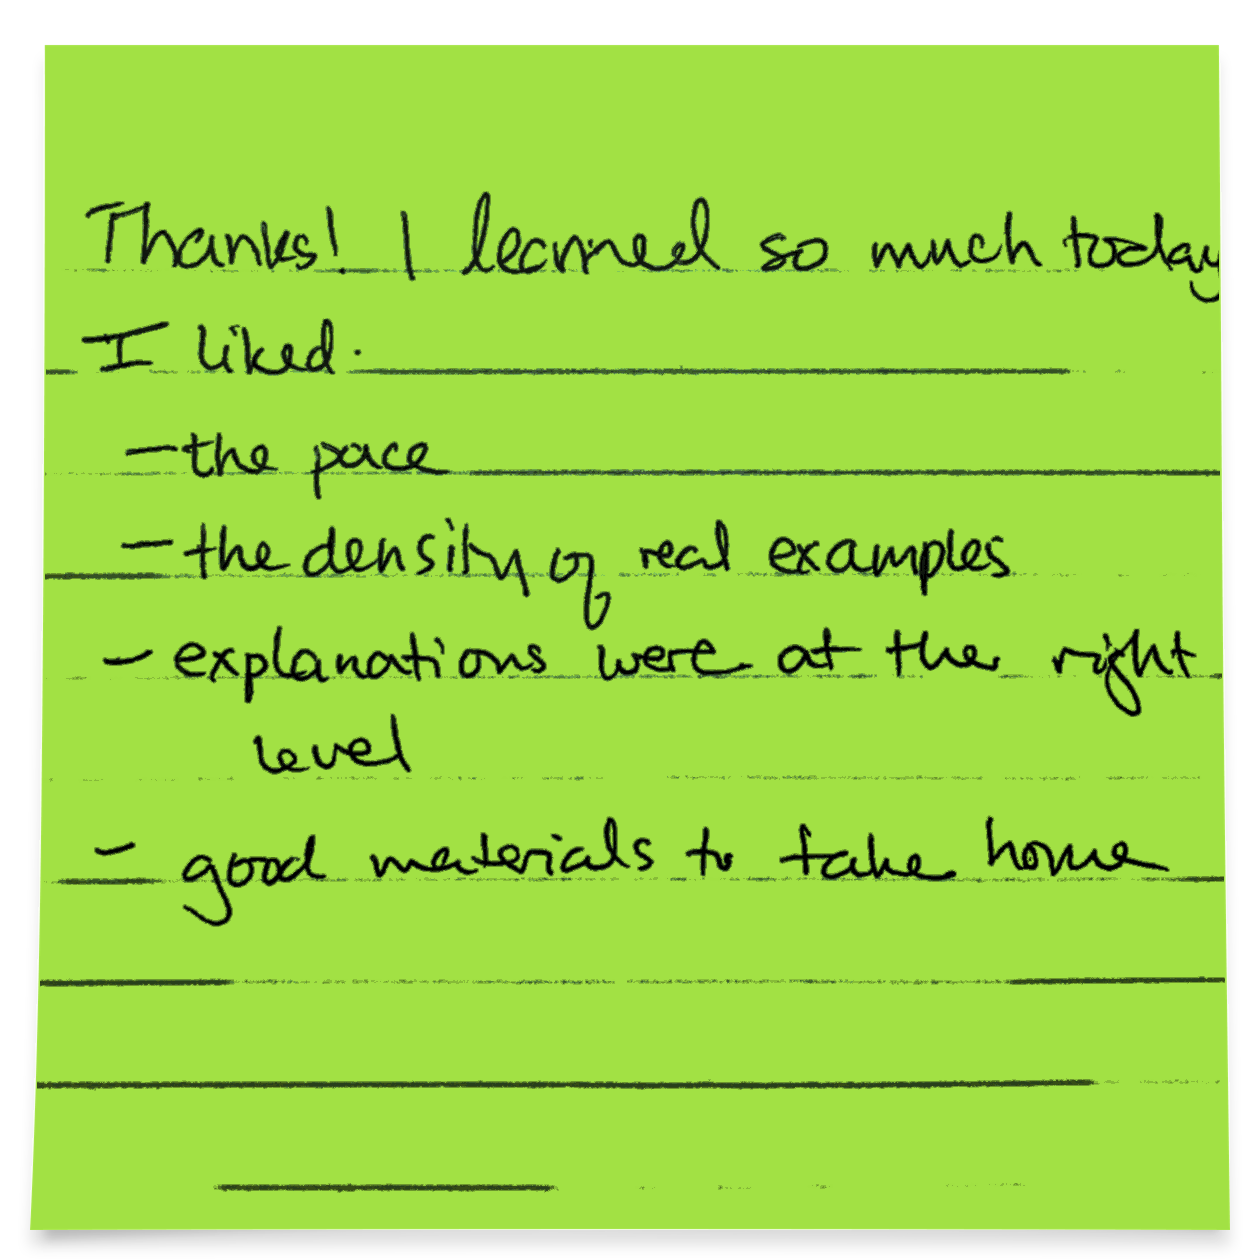 Thanks! I learned so much today
I liked.
- the pace
- the density of real examples
- explanations were at the right
level
- good materials to take home